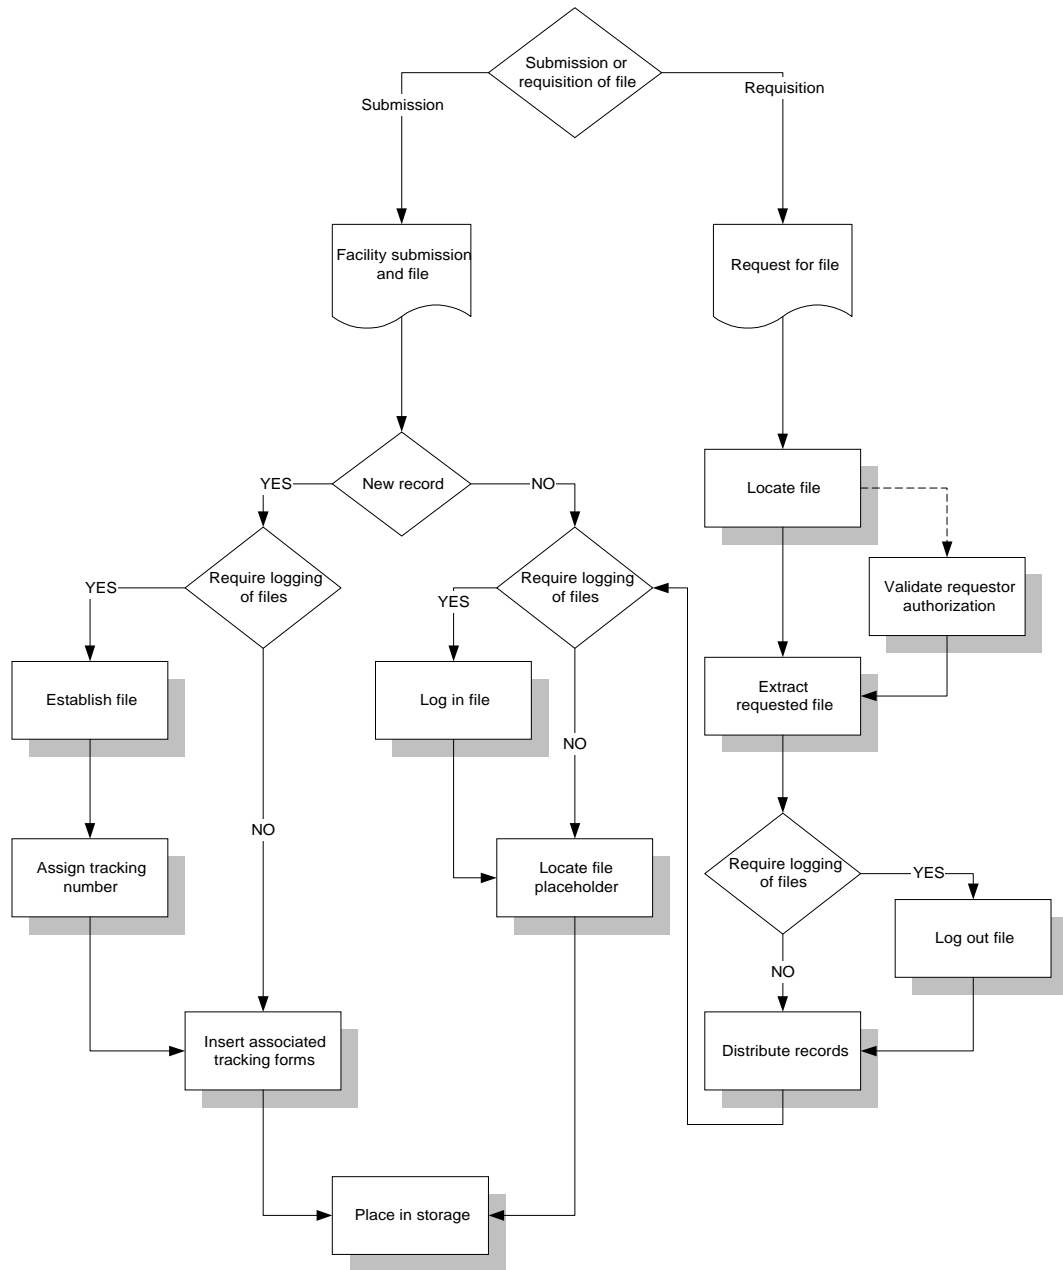 Submission or
requisition of file
Submission
Requisition
Facility submission
and file
Request for file
New record
YES
NO
Locate file
Require logging
of files
YES
Require logging
of files
YES
Validate requestor
authorization
Establish file
Log in file
Extract
requested file
NO
NO
Assign tracking
number
Locate file
placeholder
Require logging
of files
YES
Log out file
NO
Insert associated
tracking forms
Distribute records
Place in storage